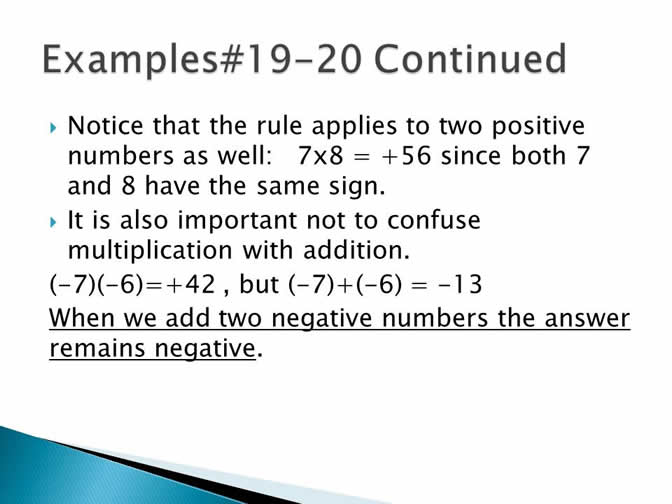 Examples#19-20 Continued
Notice that the rule applies to two positive
numbers as well: 7x8 = +56 since both 7
and 8 have the same sign.
It is also important not to confuse
multiplication with addition.
(-7)(-6)=+42 , but (-7)+(-6) = -13
When we add two negative numbers the answer
remains negative.